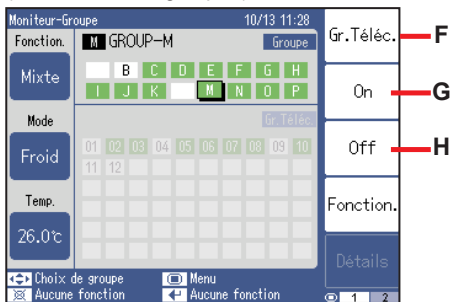 Moniteur-Groupe 10/13 11:28
Fonction.
Mixte
Mode
Froid
Temp.
26.0℃
M GROUP-M Groupe
B C D E F G H
I J K M N O P
Gr.Téléc.
01 02 03 04 05 06 07 08 09 10
11 12
Gr.Téléc. F
On G
Off H
Fonction.
Détails
Choix de groupe Menu
Aucune fonction Aucune fonction
1 2